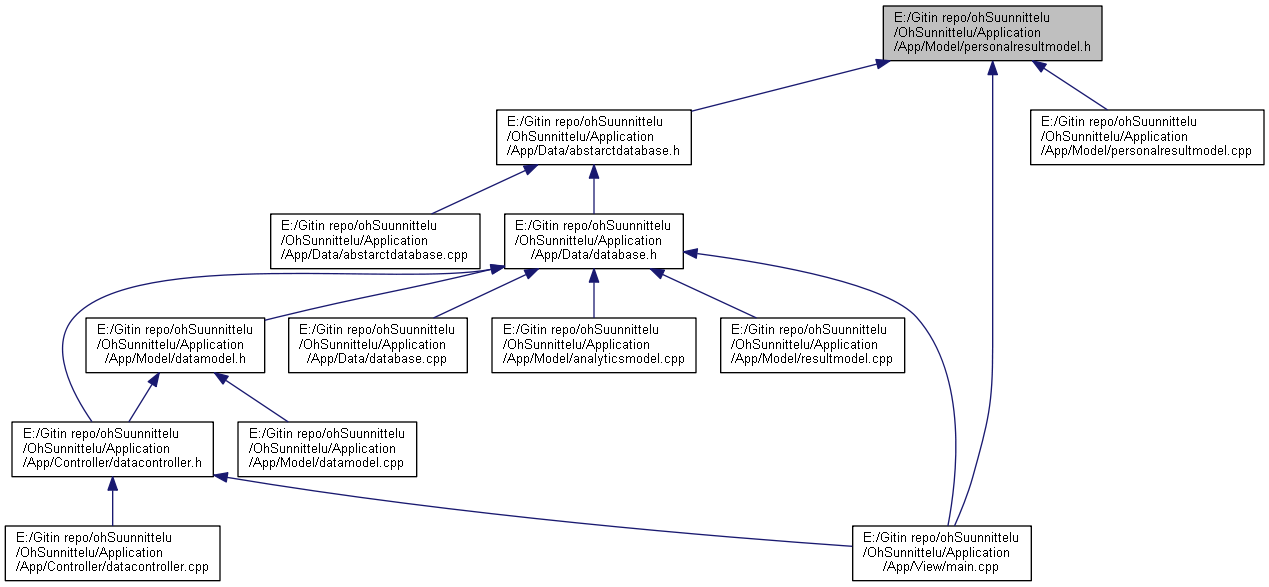 E:/Gitin repo/ohSuunnittelu
/OhSunnittelu/Application
/App/Model/personalresultmodel.h
E:/Gitin repo/ohSuunnittelu
/OhSunnittelu/Application
/App/Data/abstarctdatabase.h
E:/Gitin repo/ohSuunnittelu
/OhSunnittelu/Application
/App/Model/personalresultmodel.cpp
E:/Gitin repo/ohSuunnittelu
/OhSunnittelu/Application
/App/Data/abstarctdatabase.cpp
E:/Gitin repo/ohSuunnittelu
/OhSunnittelu/Application
/App/Data/database.h
E:/Gitin repo/ohSuunnittelu
/OhSunnittelu/Application
/App/Model/datamodel.h
E:/Gitin repo/ohSuunnittelu
/OhSunnittelu/Application
/App/Data/database.cpp
E:/Gitin repo/ohSuunnittelu
/OhSunnittelu/Application
/App/Model/analyticsmodel.cpp
E:/Gitin repo/ohSuunnittelu
/OhSunnittelu/Application
/App/Model/resultmodel.cpp
E:/Gitin repo/ohSuunnittelu
/OhSunnittelu/Application
/App/Controller/datacontroller.h
E:/Gitin repo/ohSuunnittelu
/OhSunnittelu/Application
/App/Model/datamodel.cpp
E:/Gitin repo/ohSuunnittelu
/OhSunnittelu/Application
/App/Controller/datacontroller.cpp
E:/Gitin repo/ohSuunnittelu
/OhSunnittelu/Application
/App/View/main.cpp